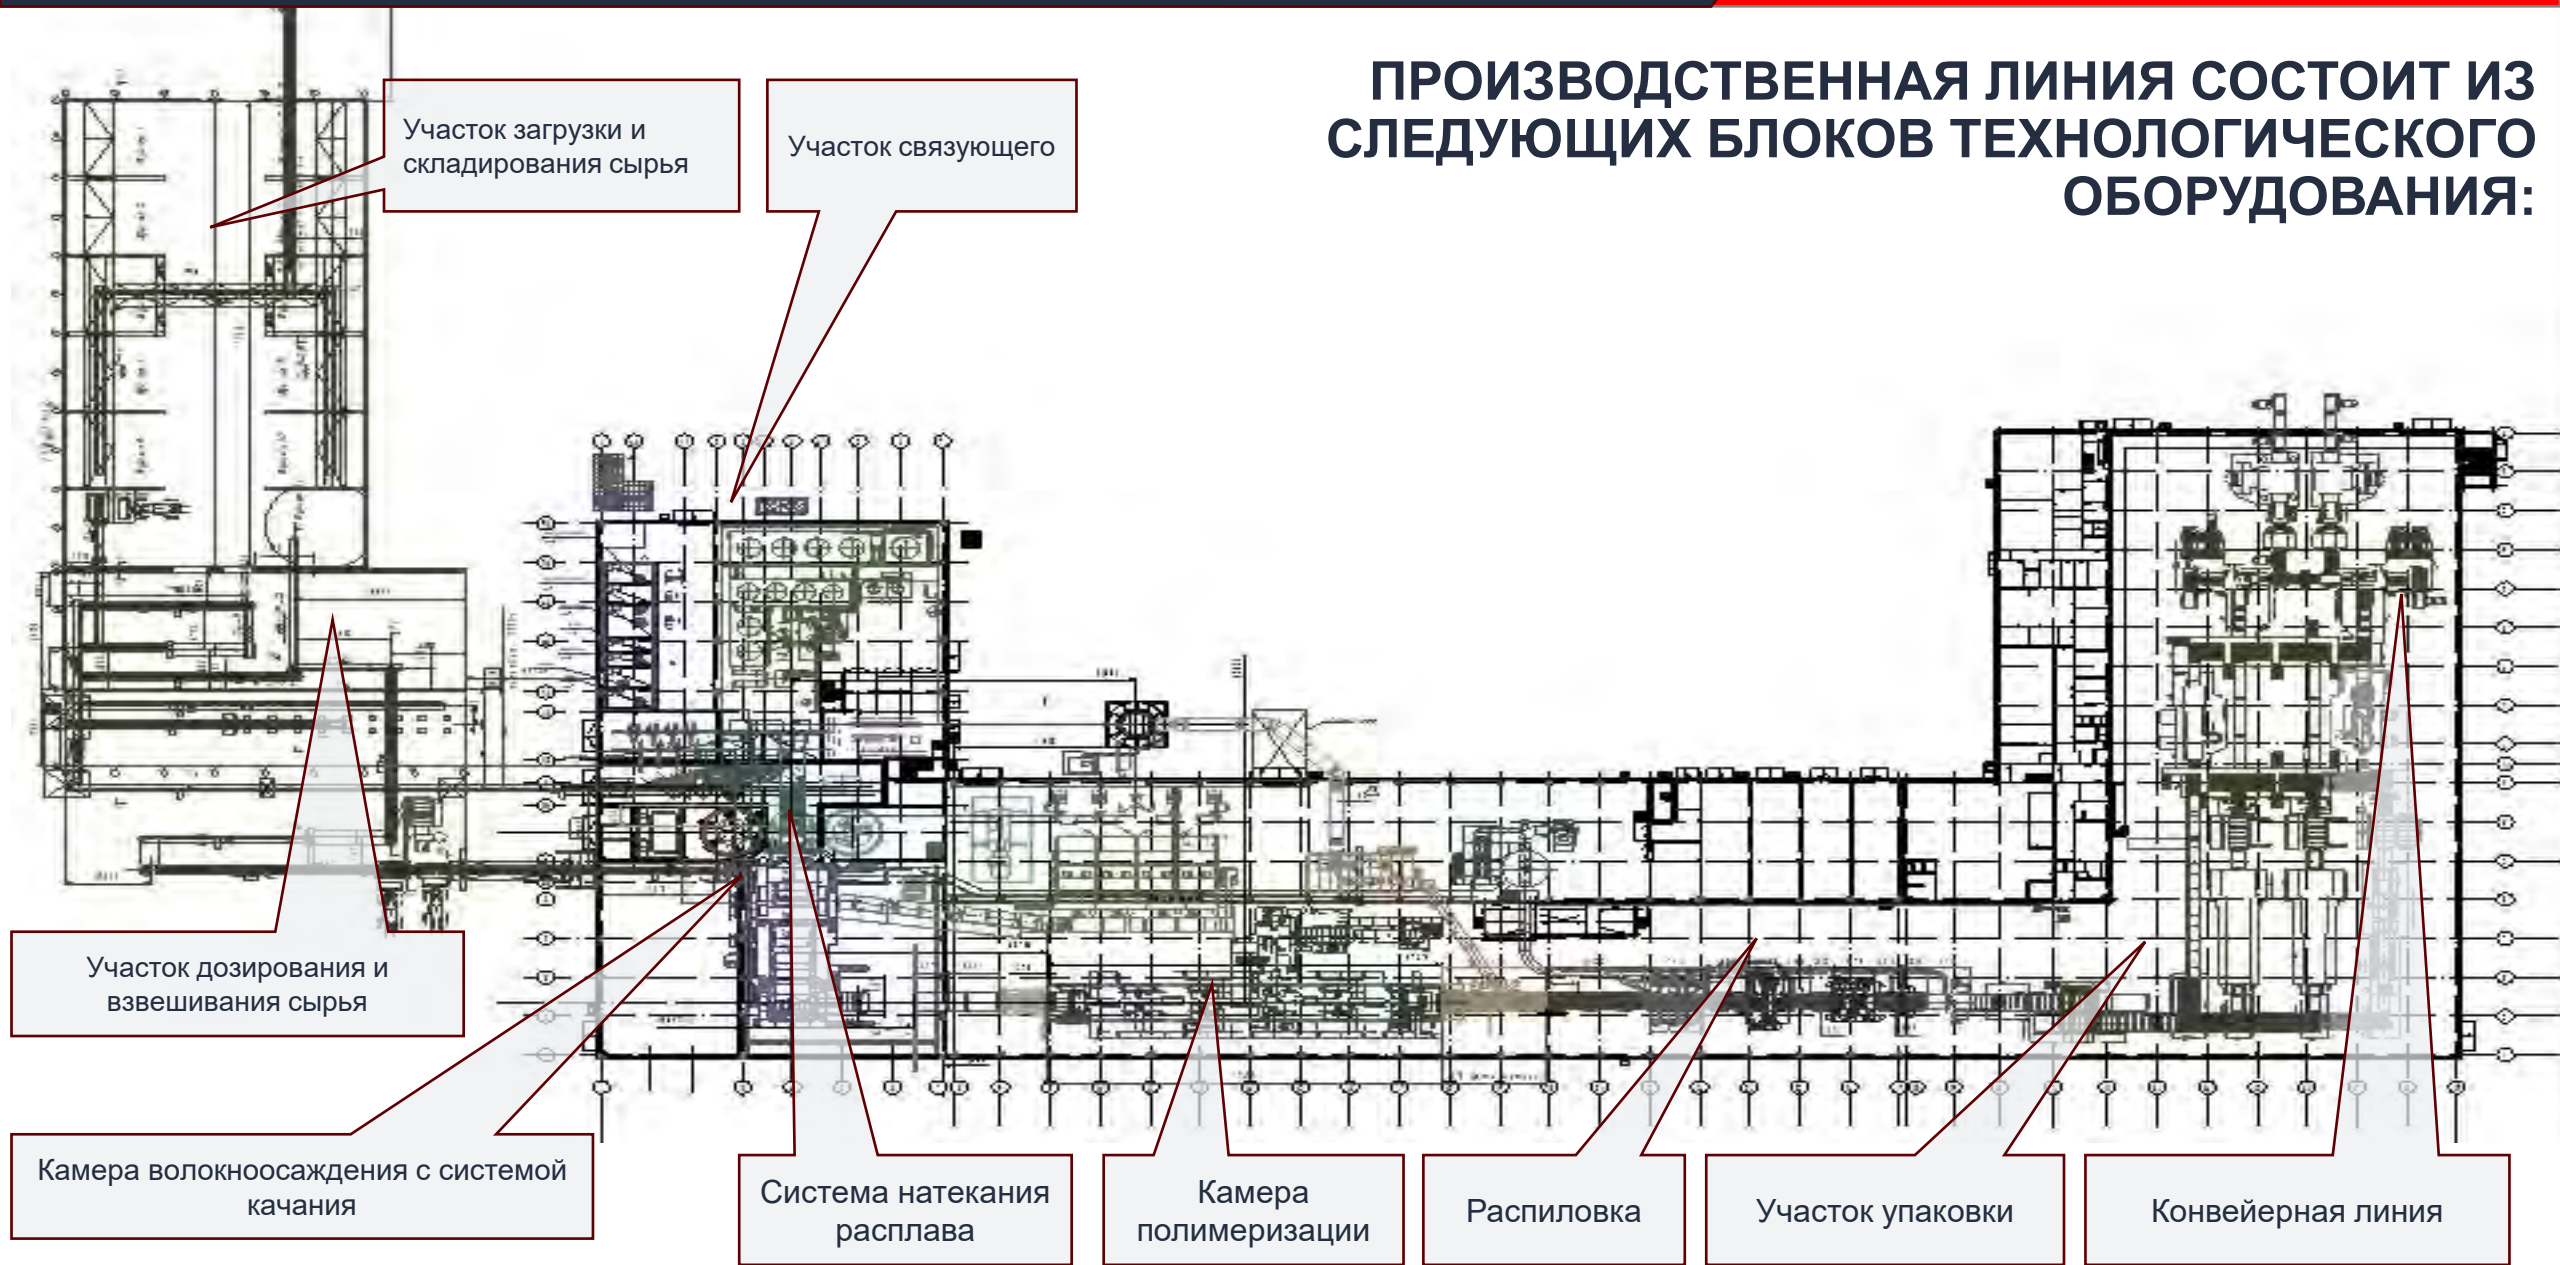 ПРОИЗВОДСТВЕННАЯ ЛИНИЯ СОСТОИТ ИЗ
СЛЕДУЮЩИХ БЛОКОВ ТЕХНОЛОГИЧЕСКОГО
ОБОРУДОВАНИЯ:
Участок загрузки и
складирования сырья
Участок связующего
Участок дозирования и
взвешивания сырья
Камера волокноосаждения с системой
качания
Система натекания
расплава
Камера
полимеризации
Распиловка
Участок упаковки
Конвейерная линия